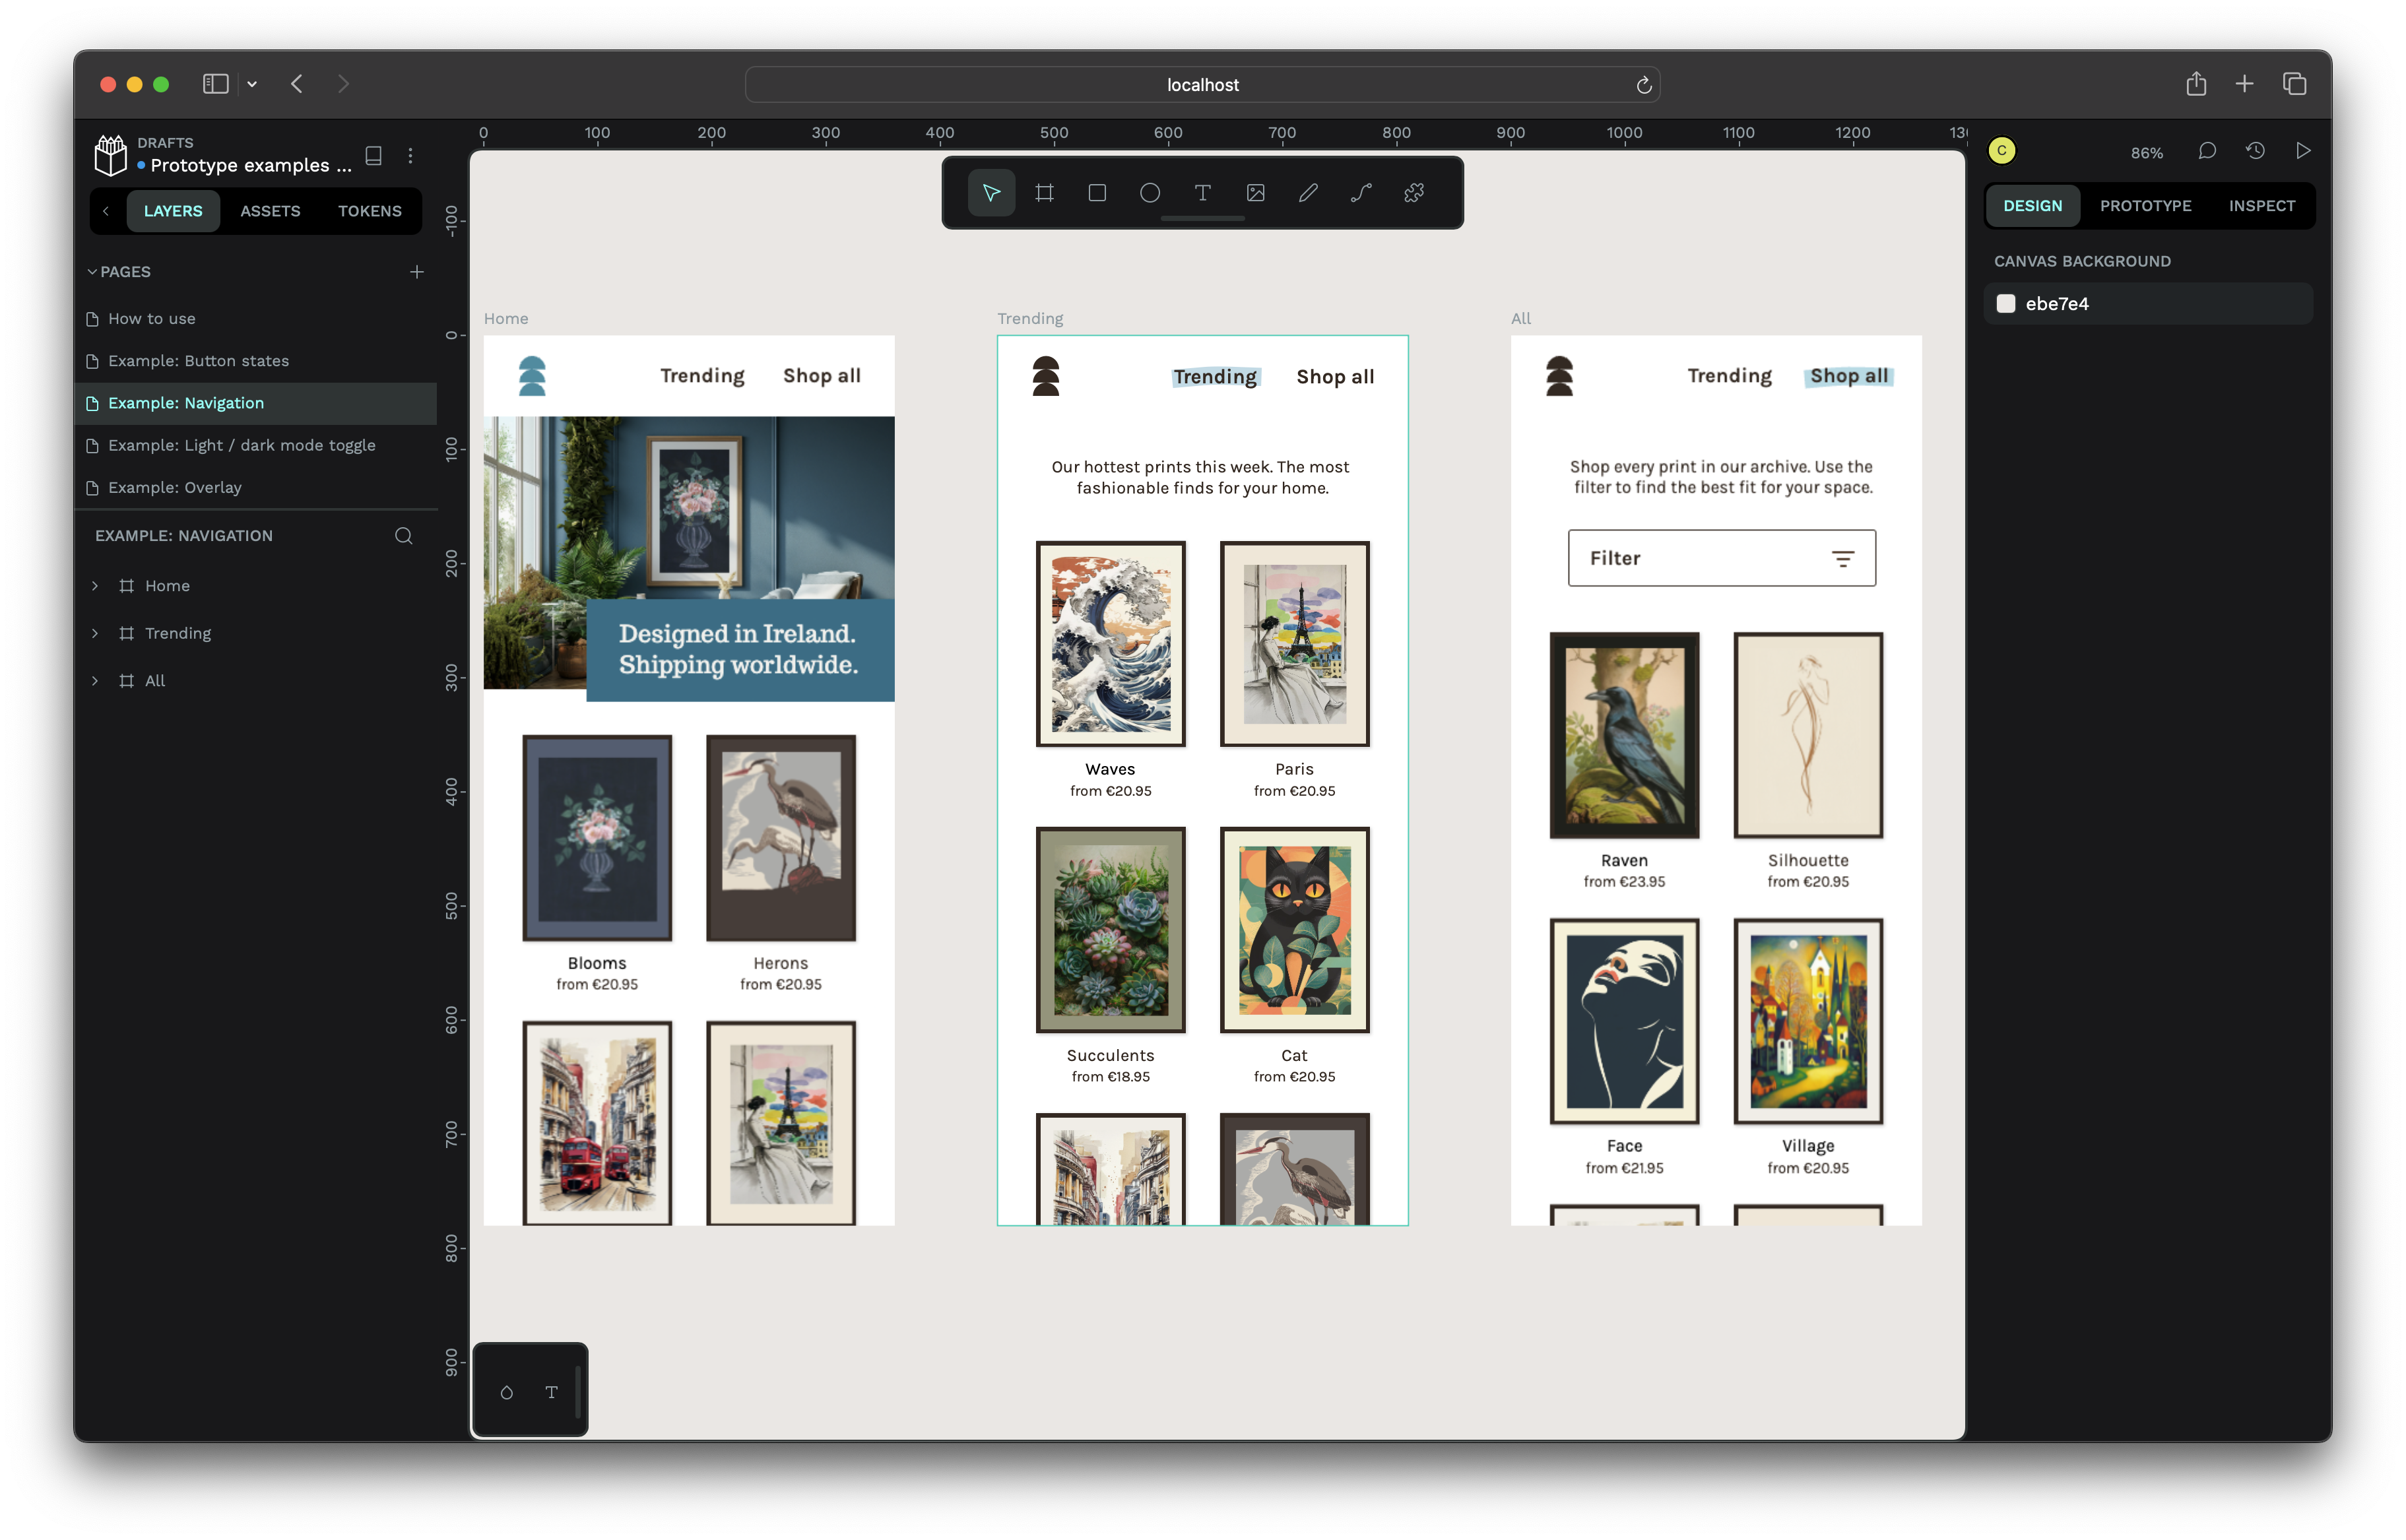 localhost
DRAFTS
Prototype examples ...
LAYERS
ASSETS
TOKENS
PAGES
How to use
Example: Button states
Example: Navigation
Example: Light / dark mode toggle
Example: Overlay
EXAMPLE: NAVIGATION
Home
Trending
All
0 100 200 300 400 500 600 700 800 900 1000 1100 1200 130
-100
0
100
200
300
400
500
600
700
800
900
T
Home
Trending Shop all
Designed in Ireland.
Shipping worldwide.
Blooms
from €20.95
Herons
from €20.95
Trending
Trending Shop all
Our hottest prints this week. The most
fashionable finds for your home.
Waves
from €20.95
Paris
from €20.95
Succulents
from €18.95
Cat
from €20.95
All
Trending Shop all
Shop every print in our archive. Use the
filter to find the best fit for your space.
Filter
Raven
from €23.95
Silhouette
from €20.95
Face
from €21.95
Village
from €20.95
T
C
86%
DESIGN
PROTOTYPE
INSPECT
CANVAS BACKGROUND
ebe7e4